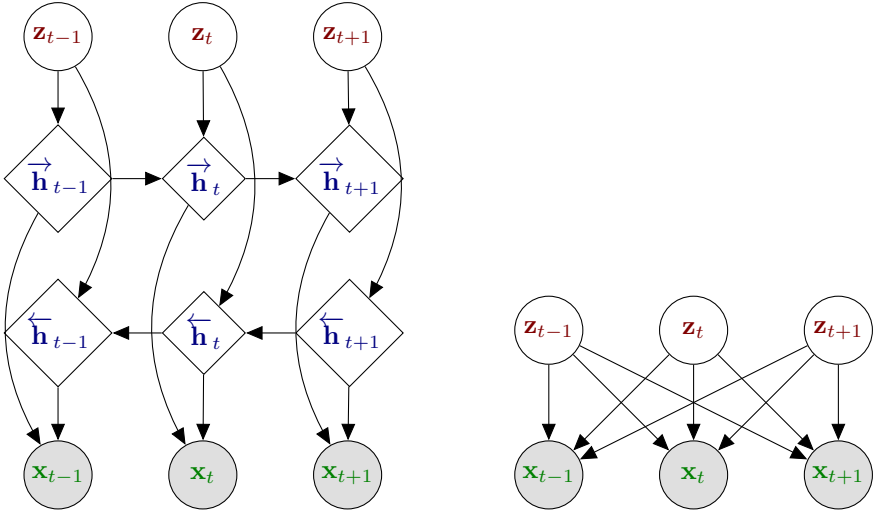 z_{t−1} z_t z_{t+1}
→h_{t−1} →h_t →h_{t+1}
←h_{t−1} ←h_t ←h_{t+1}
x_{t−1} x_t x_{t+1}
z_{t−1} z_t z_{t+1}
x_{t−1} x_t x_{t+1}